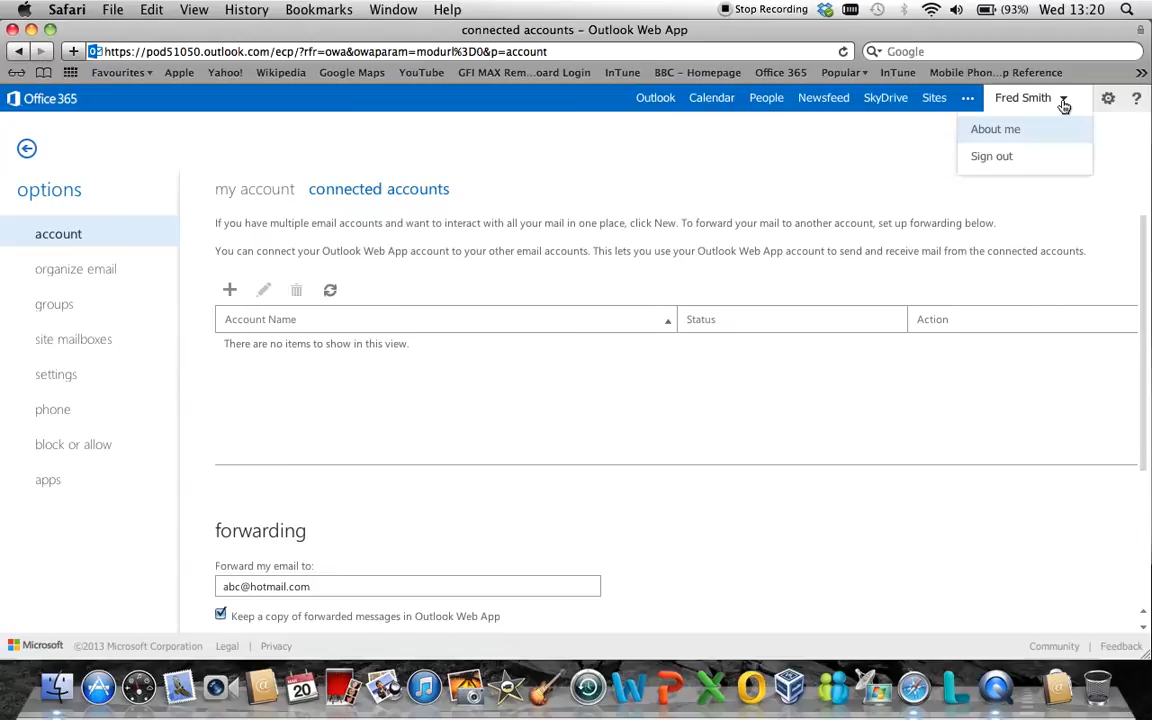 Safari File Edit View History Bookmarks Window Help Stop Recording (93%) Wed 13:20
connected accounts – Outlook Web App
https://pod51050.outlook.com/ecp/?rfr=owa&owaparam=modurl%3D0&p=account Google
Favourites Apple Yahoo! Wikipedia Google Maps YouTube GFI MAX Rem...oard Login InTune BBC - Homepage Office 365 Popular InTune Mobile Phon...p Reference
Office 365 Outlook Calendar People Newsfeed SkyDrive Sites ••• Fred Smith ?
About me
Sign out
options
my account connected accounts
If you have multiple email accounts and want to interact with all your mail in one place, click New. To forward your mail to another account, set up forwarding below.
account
You can connect your Outlook Web App account to your other email accounts. This lets you use your Outlook Web App account to send and receive mail from the connected accounts.
organize email
groups
Account Name Status Action
site mailboxes
There are no items to show in this view.
settings
phone
block or allow
apps
forwarding
Forward my email to:
abc@hotmail.com
Keep a copy of forwarded messages in Outlook Web App
Microsoft ©2013 Microsoft Corporation Legal Privacy Community Feedback